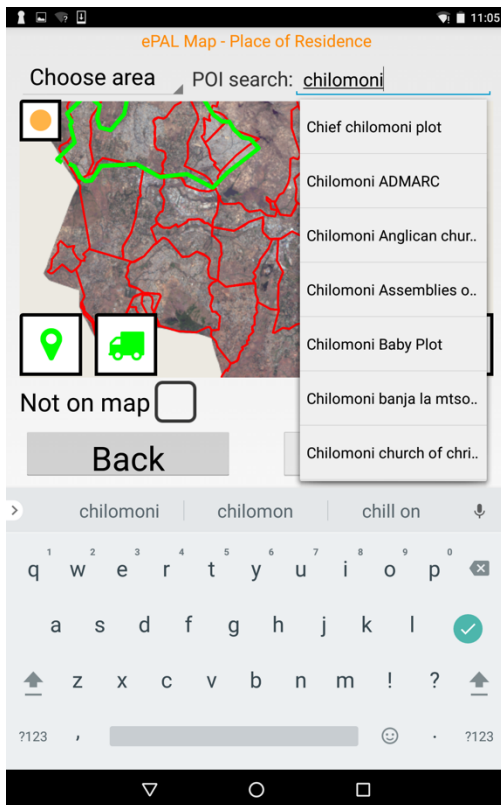 11:05
ePAL Map - Place of Residence
Choose area
POI search: chilomoni
Chief chilomoni plot
Chilomoni ADMARC
Chilomoni Anglican chur..
Chilomoni Assemblies o..
Chilomoni Baby Plot
Chilomoni banja la mtso..
Chilomoni church of chri..
Not on map
Back
chilomoni chilomon chill on
1 2 3 4 5 6 7 8 9 0
q w e r t y u i o p
a s d f g h j k l
z x c v b n m ! ?
?123 , . ?123